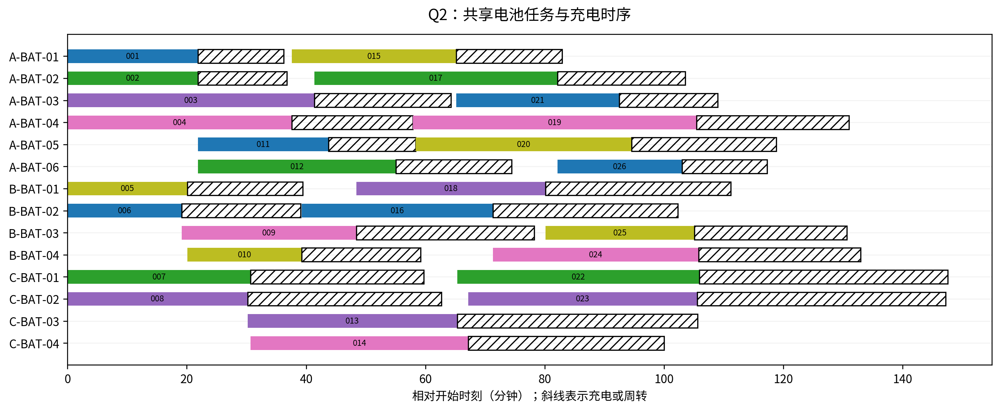 Q2：共享电池任务与充电时序
A-BAT-01 001 015
A-BAT-02 002 017
A-BAT-03 003 021
A-BAT-04 004 019
A-BAT-05 011 020
A-BAT-06 012 026
B-BAT-01 005 018
B-BAT-02 006 016
B-BAT-03 009 025
B-BAT-04 010 024
C-BAT-01 007 022
C-BAT-02 008 023
C-BAT-03 013
C-BAT-04 014
0 20 40 60 80 100 120 140
相对开始时刻（分钟）；斜线表示充电或周转